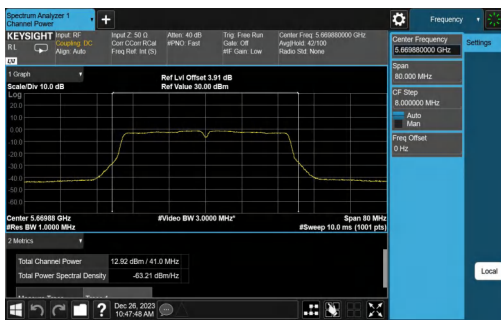 Spectrum Analyzer 1
Channel Power
Frequency
KEYSIGHT
Input: RF
Coupling: DC
Align: Auto
Input Z: 50 Ω
Corr CCorr RCal
Freq Ref: Int (S)
Atten: 40 dB
#PNO: Fast
Trig: Free Run
Gate: Off
#IF Gain: Low
Center Freq: 5.669880000 GHz
Avg|Hold: 42/100
Radio Std: None
RL
Center Frequency
5.669880000 GHz
Settings
Span
80.000 MHz
CF Step
8.000000 MHz
Auto
Man
Freq Offset
0 Hz
1 Graph
Scale/Div 10.0 dB
Ref Lvl Offset 3.91 dB
Ref Value 30.00 dBm
Log
20.0
10.0
0.00
-10.0
-20.0
-30.0
-40.0
-50.0
-60.0
Center 5.66988 GHz
#Res BW 1.0000 MHz
#Video BW 3.0000 MHz*
Span 80 MHz
#Sweep 10.0 ms (1001 pts)
2 Metrics
Total Channel Power 12.92 dBm / 41.0 MHz
Total Power Spectral Density -63.21 dBm/Hz
Local
Dec 26, 2023
10:47:48 AM